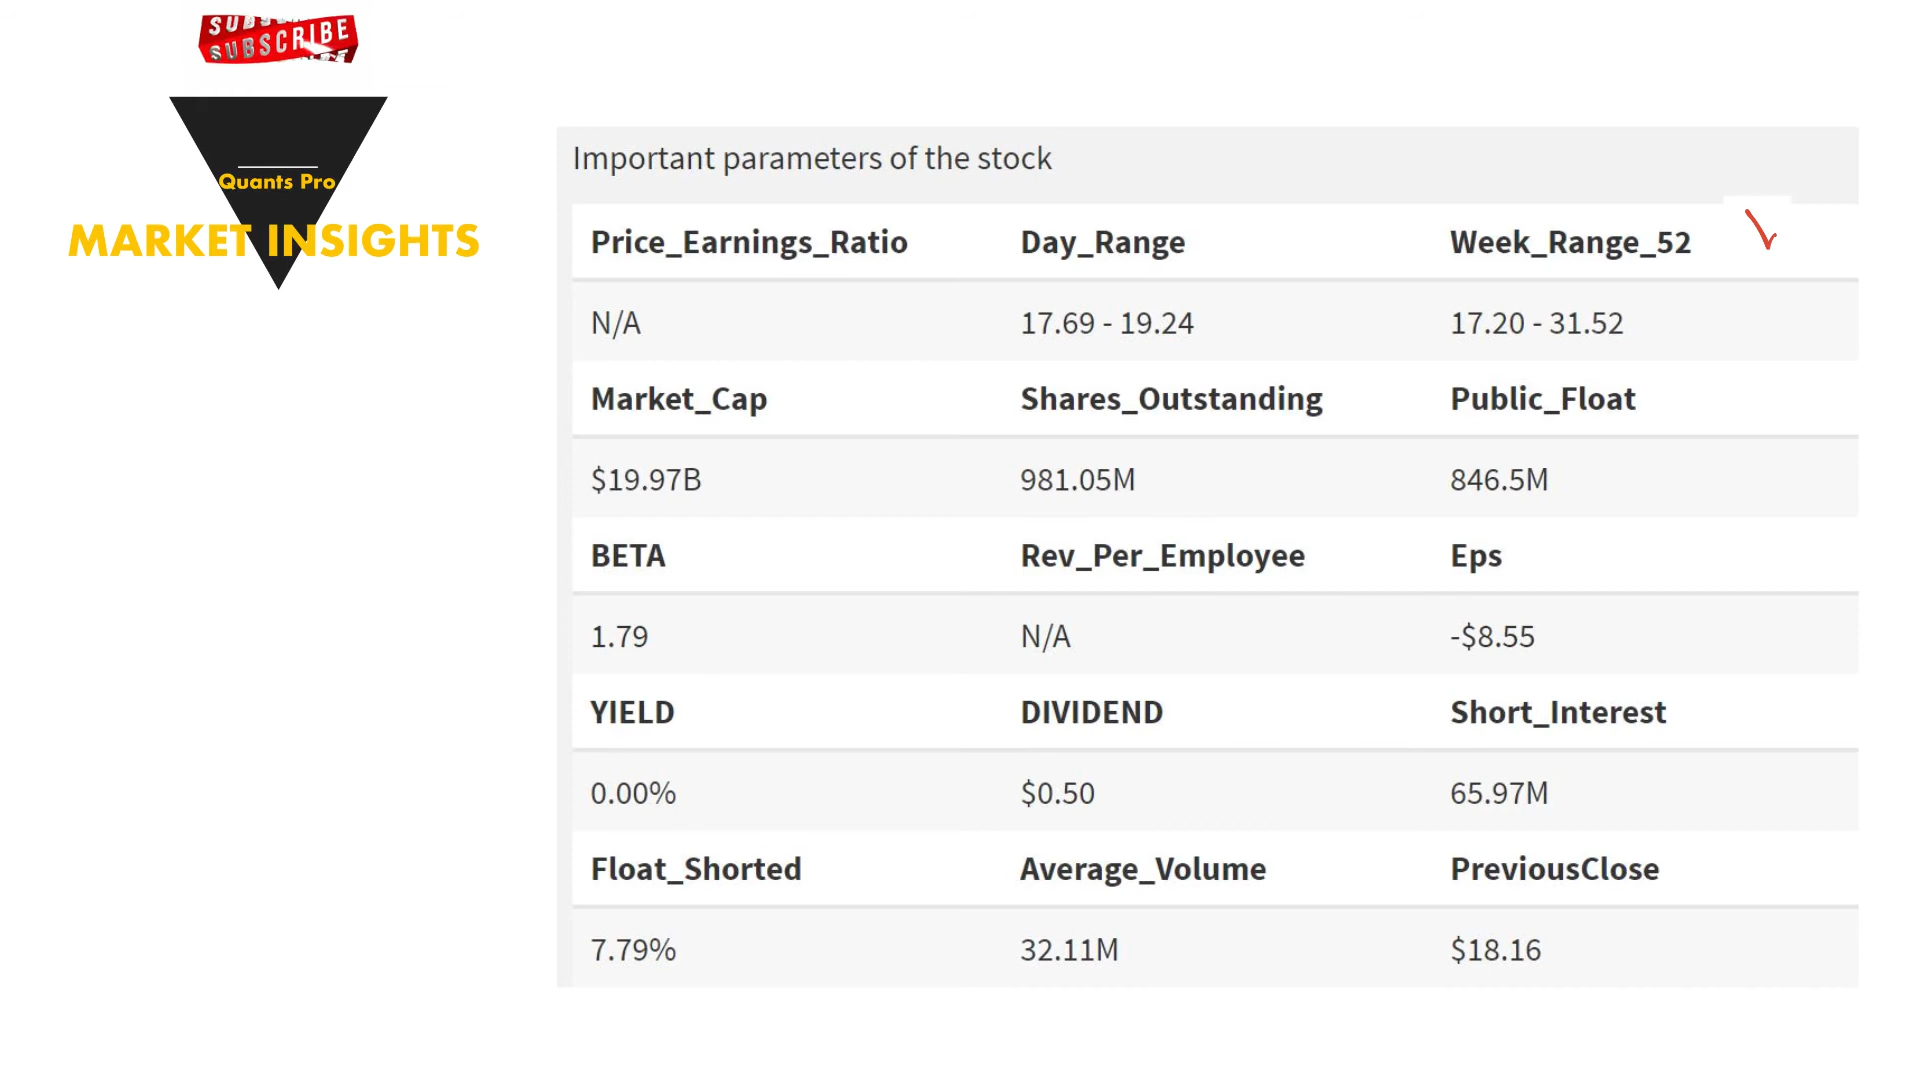 SUBSCRIBE
Quants Pro
MARKET INSIGHTS
Important parameters of the stock
Price_Earnings_Ratio Day_Range Week_Range_52
N/A 17.69 - 19.24 17.20 - 31.52
Market_Cap Shares_Outstanding Public_Float
$19.97B 981.05M 846.5M
BETA Rev_Per_Employee Eps
1.79 N/A -$8.55
YIELD DIVIDEND Short_Interest
0.00% $0.50 65.97M
Float_Shorted Average_Volume PreviousClose
7.79% 32.11M $18.16